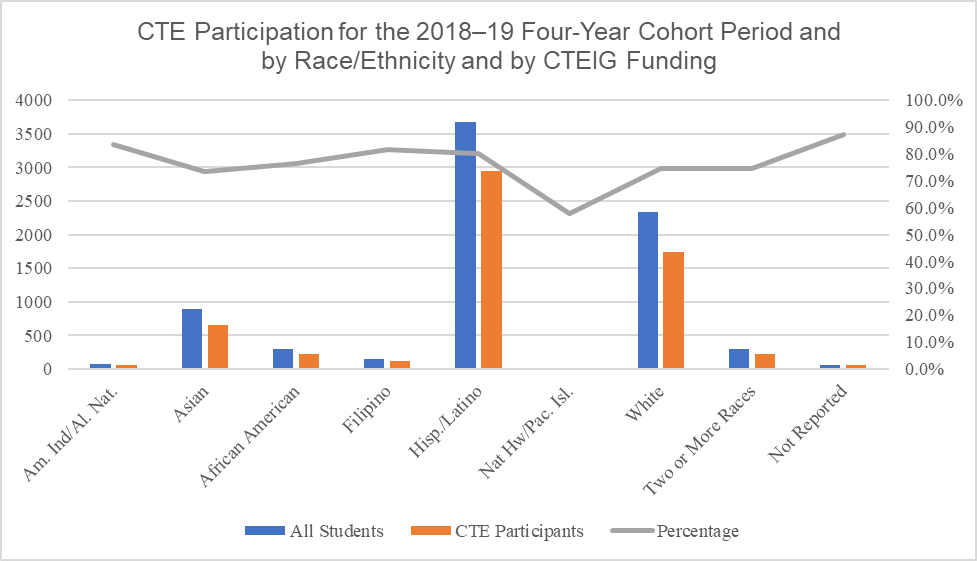 CTE Participation for the 2018–19 Four-Year Cohort Period and
by Race/Ethnicity and by CTEIG Funding
4000
3500
3000
2500
2000
1500
1000
500
0
100.0%
90.0%
80.0%
70.0%
60.0%
50.0%
40.0%
30.0%
20.0%
10.0%
0.0%
Am. Ind/Al. Nat.
Asian
African American
Filipino
Hisp./Latino
Nat Hw/Pac. Isl.
White
Two or More Races
Not Reported
All Students
CTE Participants
Percentage